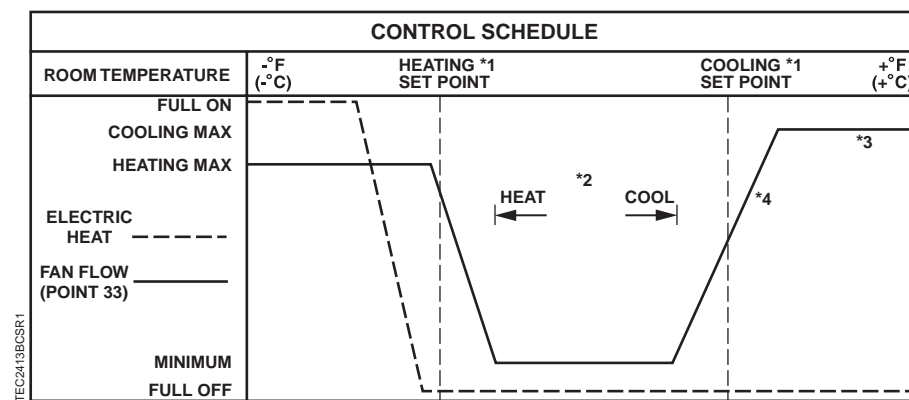 CONTROL SCHEDULE
ROOM TEMPERATURE
-°F
(-°C)
HEATING *1
SET POINT
COOLING *1
SET POINT
+°F
(+°C)
FULL ON
COOLING MAX
HEATING MAX
ELECTRIC
HEAT
FAN FLOW
(POINT 33)
MINIMUM
FULL OFF
HEAT
*2
COOL
*4
*3
TEC2413BCSR1